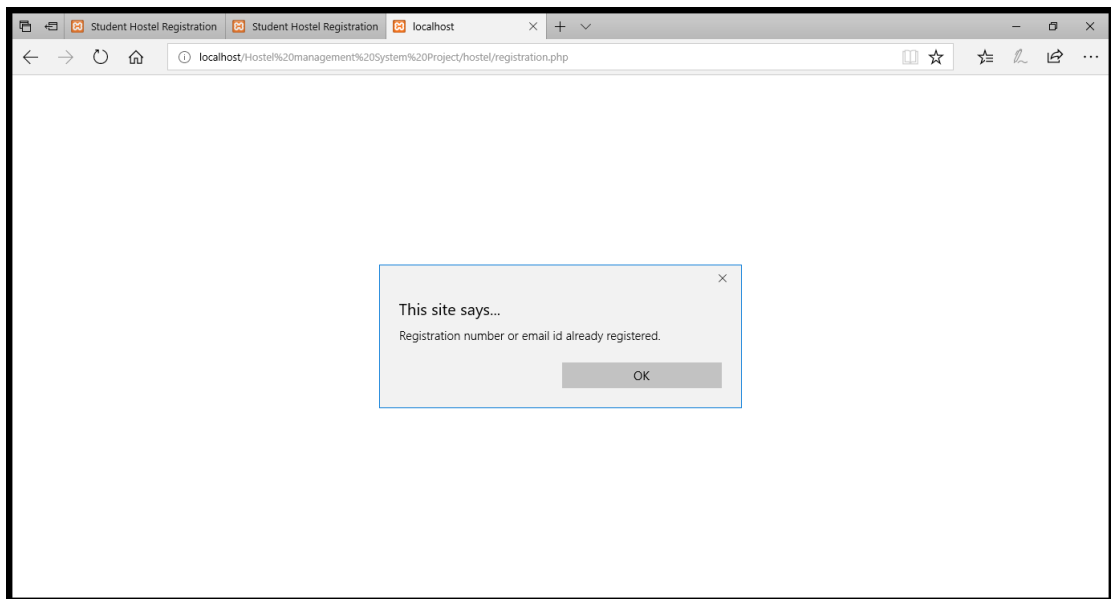 Student Hostel Registration
Student Hostel Registration
localhost
localhost/Hostel%20management%20System%20Project/hostel/registration.php
This site says...
Registration number or email id already registered.
OK